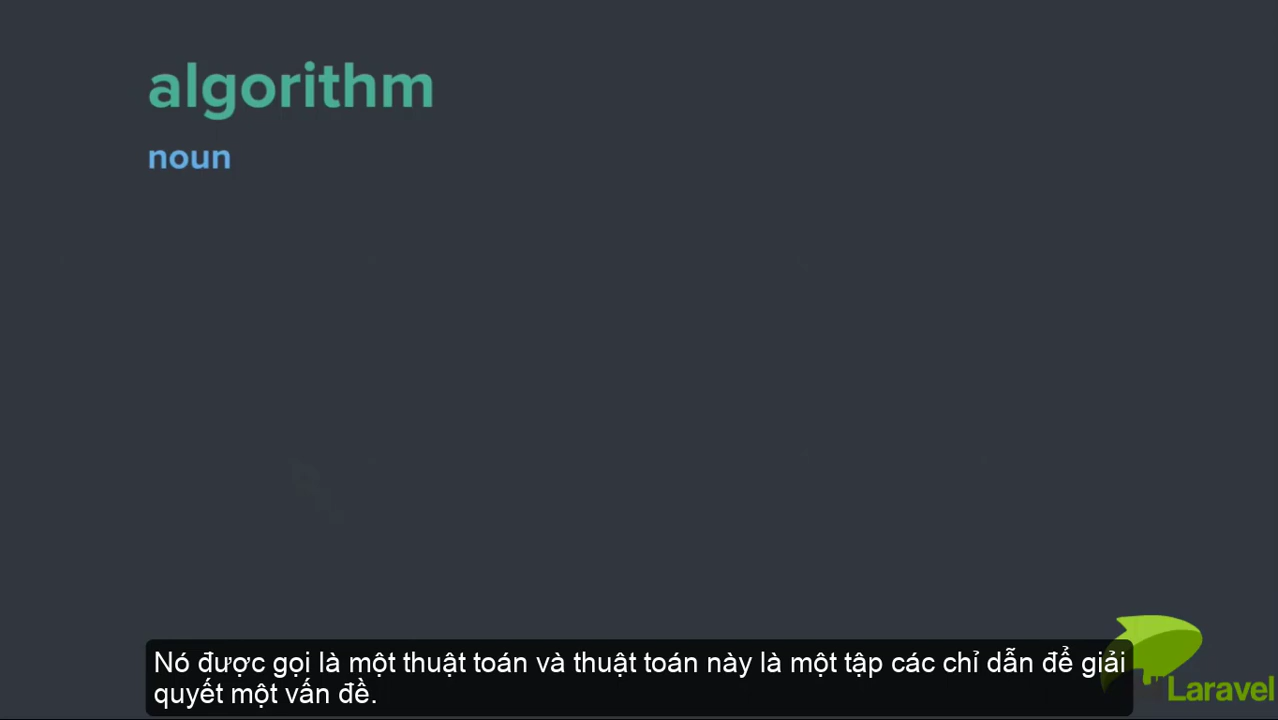 algorithm
noun
Nó được gọi là một thuật toán và thuật toán này là một tập các chỉ dẫn để giải
quyết một vấn đề.
Laravel